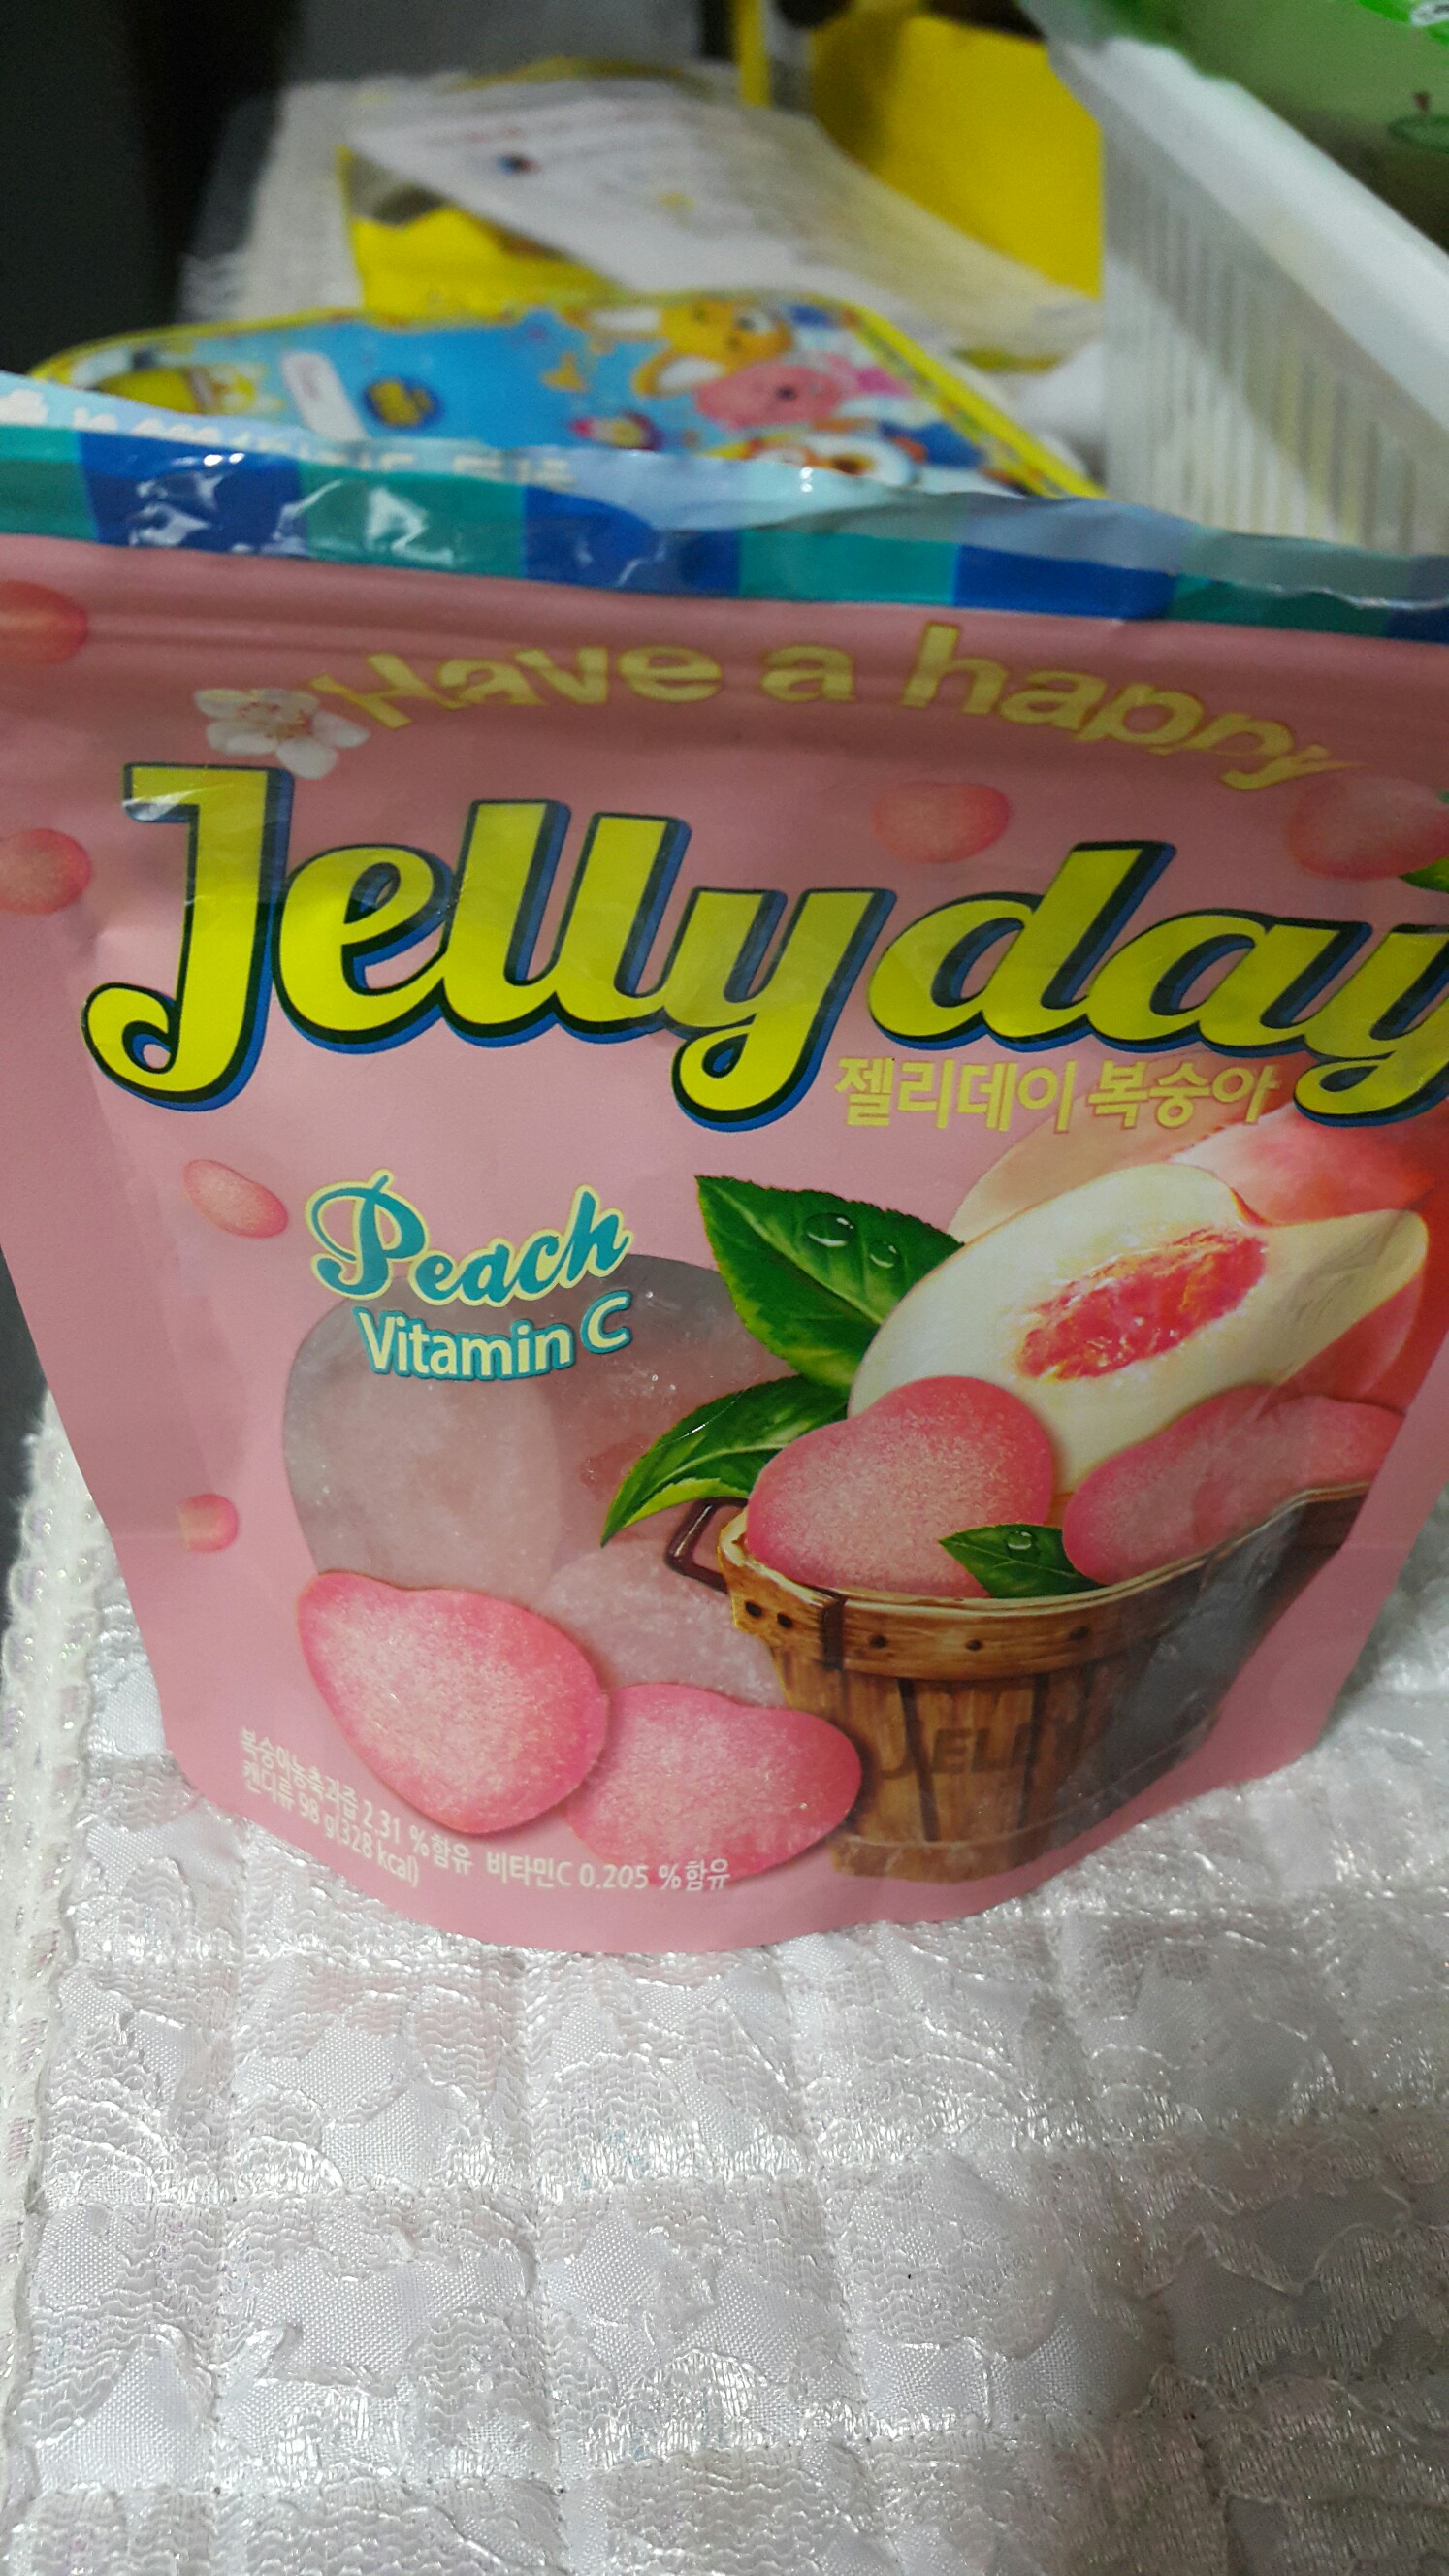 Have a happy
Jellyday
젤리데이 복숭아
Peach
Vitamin C
JELLY
복숭아농축과즙 2.31 %함유 비타민C 0.205 %함유
캔디류 98 g(328 kcal)